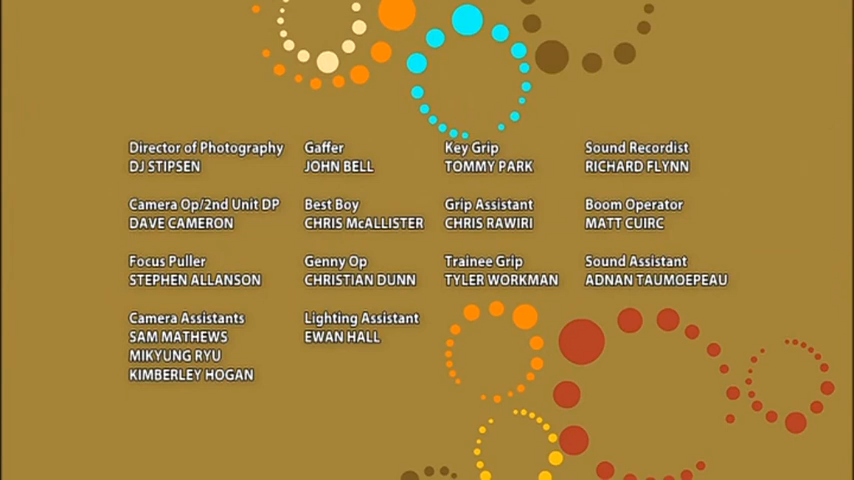 Director of Photography
DJ STIPSEN
Camera Op/2nd Unit DP
DAVE CAMERON
Focus Puller
STEPHEN ALLANSON
Camera Assistants
SAM MATHEWS
MIKYUNG RYU
KIMBERLEY HOGAN
Gaffer
JOHN BELL
Best Boy
CHRIS McALLISTER
Genny Op
CHRISTIAN DUNN
Lighting Assistant
EWAN HALL
Key Grip
TOMMY PARK
Grip Assistant
CHRIS RAWIRI
Trainee Grip
TYLER WORKMAN
Sound Recordist
RICHARD FLYNN
Boom Operator
MATT CUIRC
Sound Assistant
ADNAN TAUMOEPEAU